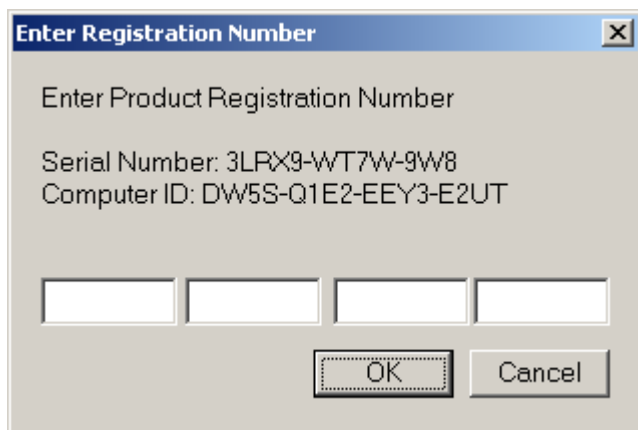 Enter Registration Number
Enter Product Registration Number
Serial Number: 3LRX9-WT7W-9W8
Computer ID: DW5S-Q1E2-EEY3-E2UT
OK Cancel